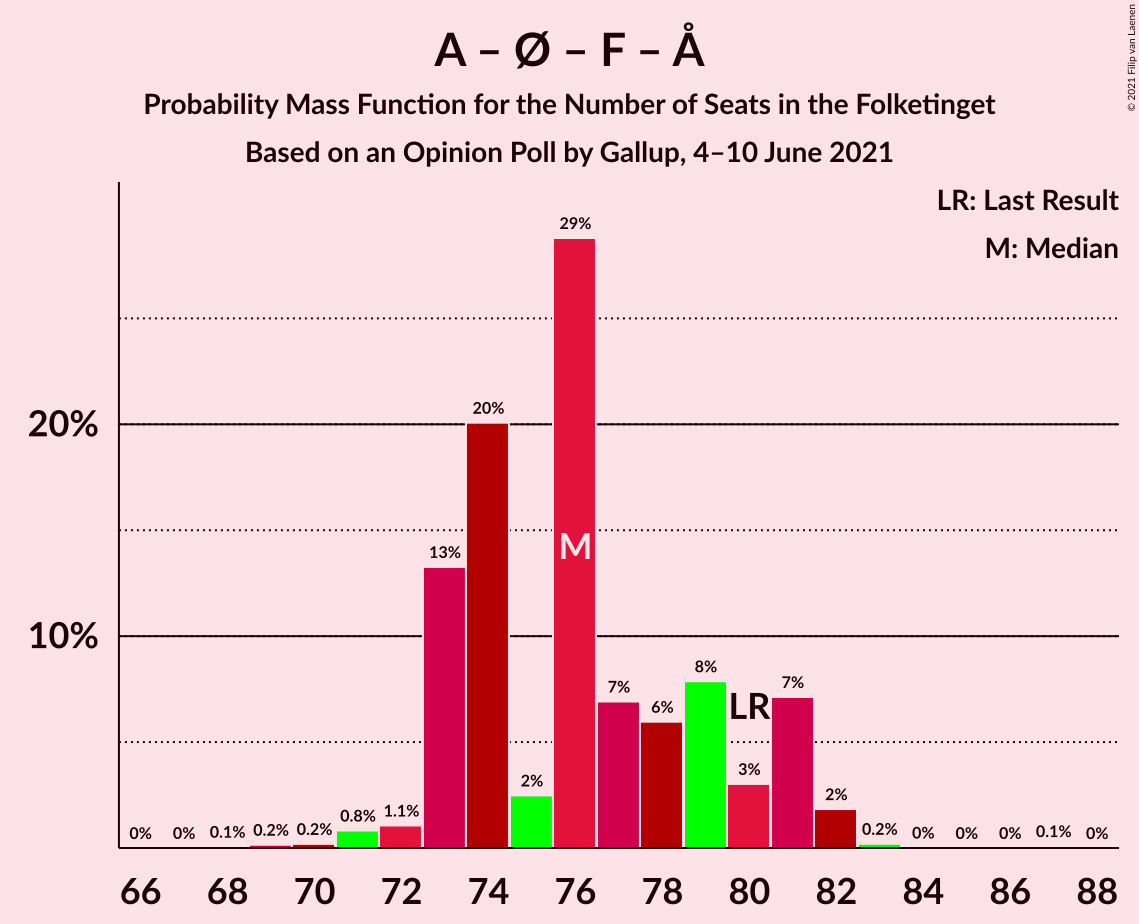 A – Ø – F – Å
Probability Mass Function for the Number of Seats in the Folketinget
Based on an Opinion Poll by Gallup, 4–10 June 2021
© 2021 Filip van Laenen
LR: Last Result
M: Median
20%
10%
0%
0%
0.1%
0.2%
0.2%
0.8%
1.1%
13%
20%
2%
29%
M
7%
6%
8%
LR
3%
7%
2%
0.2%
0%
0%
0%
0.1%
0%
66 68 70 72 74 76 78 80 82 84 86 88